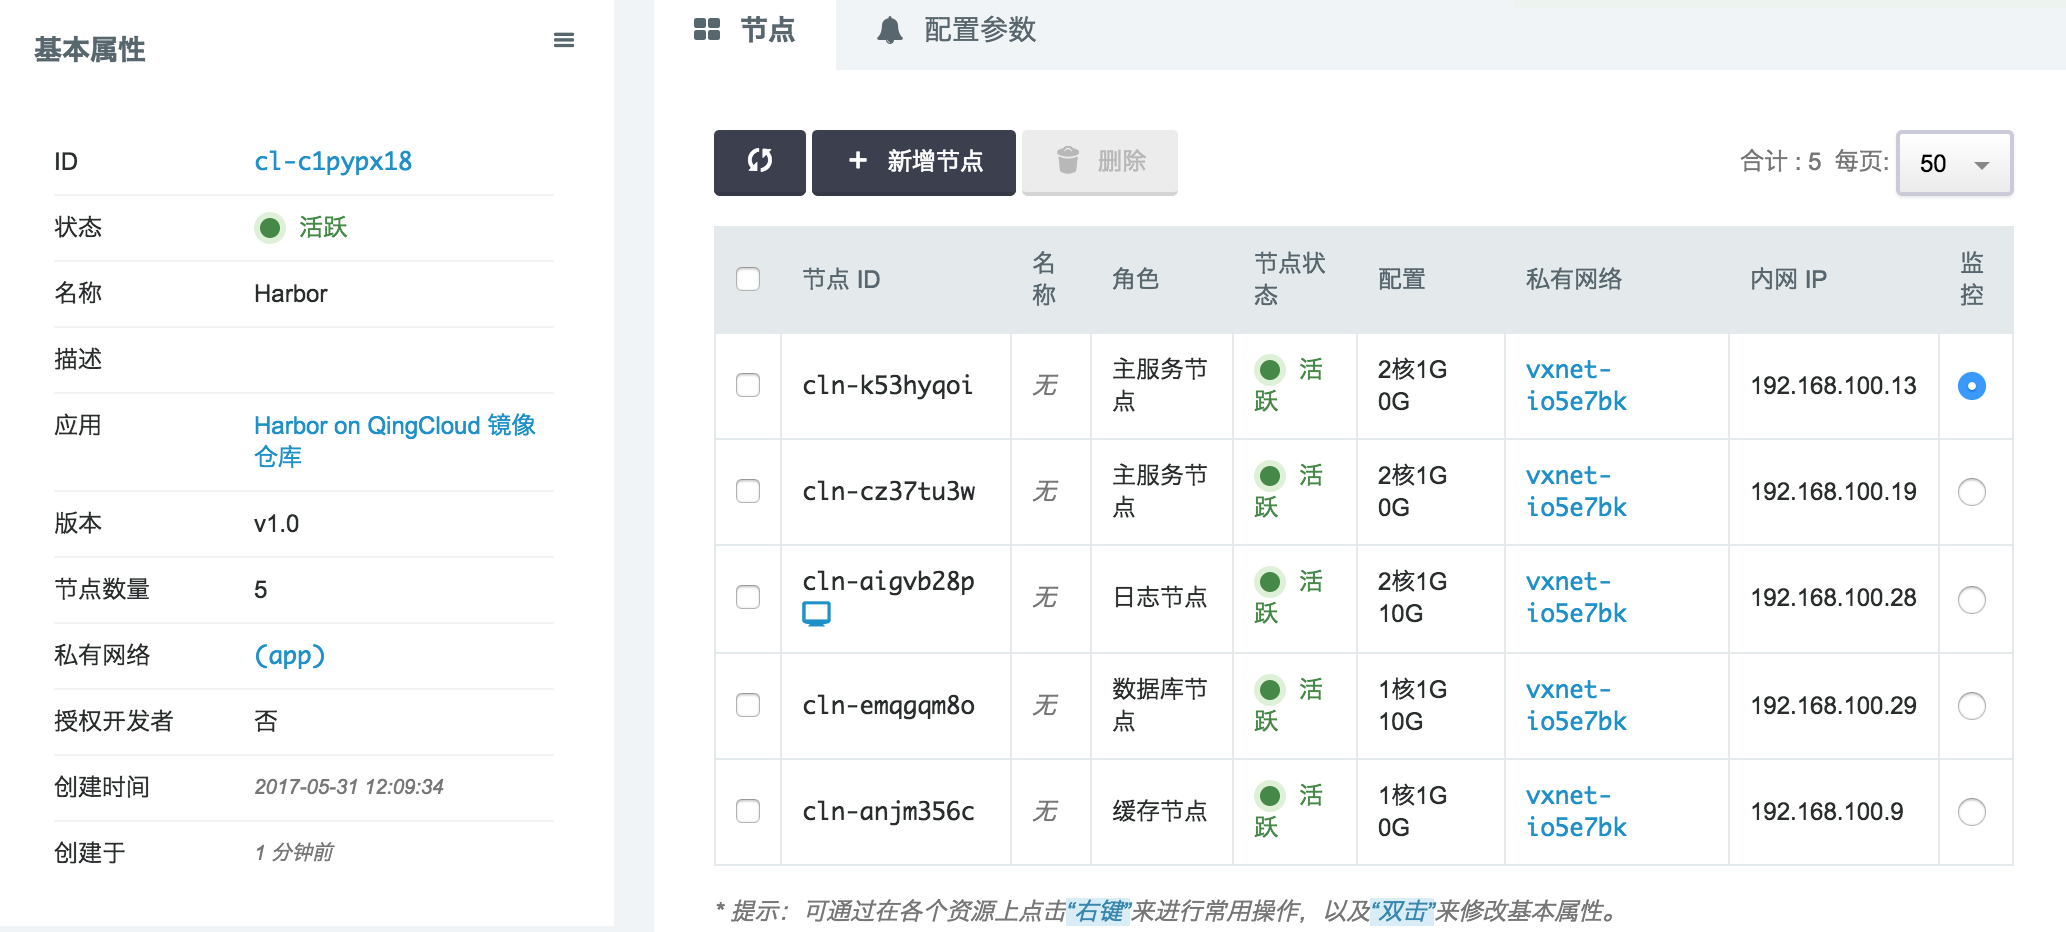 基本属性
ID cl-c1pypx18
状态 活跃
名称 Harbor
描述
应用 Harbor on QingCloud 镜像
仓库
版本 v1.0
节点数量 5
私有网络 (app)
授权开发者 否
创建时间 2017-05-31 12:09:34
创建于 1 分钟前
节点 配置参数
+ 新增节点 删除 合计 : 5 每页: 50
节点 ID 名
称 角色 节点状
态 配置 私有网络 内网 IP 监
控
cln-k53hyqoi 无 主服务节
点 活
跃 2核1G
0G vxnet-
io5e7bk 192.168.100.13
cln-cz37tu3w 无 主服务节
点 活
跃 2核1G
0G vxnet-
io5e7bk 192.168.100.19
cln-aigvb28p 无 日志节点 活
跃 2核1G
10G vxnet-
io5e7bk 192.168.100.28
cln-emqgqm8o 无 数据库节
点 活
跃 1核1G
10G vxnet-
io5e7bk 192.168.100.29
cln-anjm356c 无 缓存节点 活
跃 1核1G
0G vxnet-
io5e7bk 192.168.100.9
* 提示：可通过在各个资源上点击“右键”来进行常用操作，以及“双击”来修改基本属性。